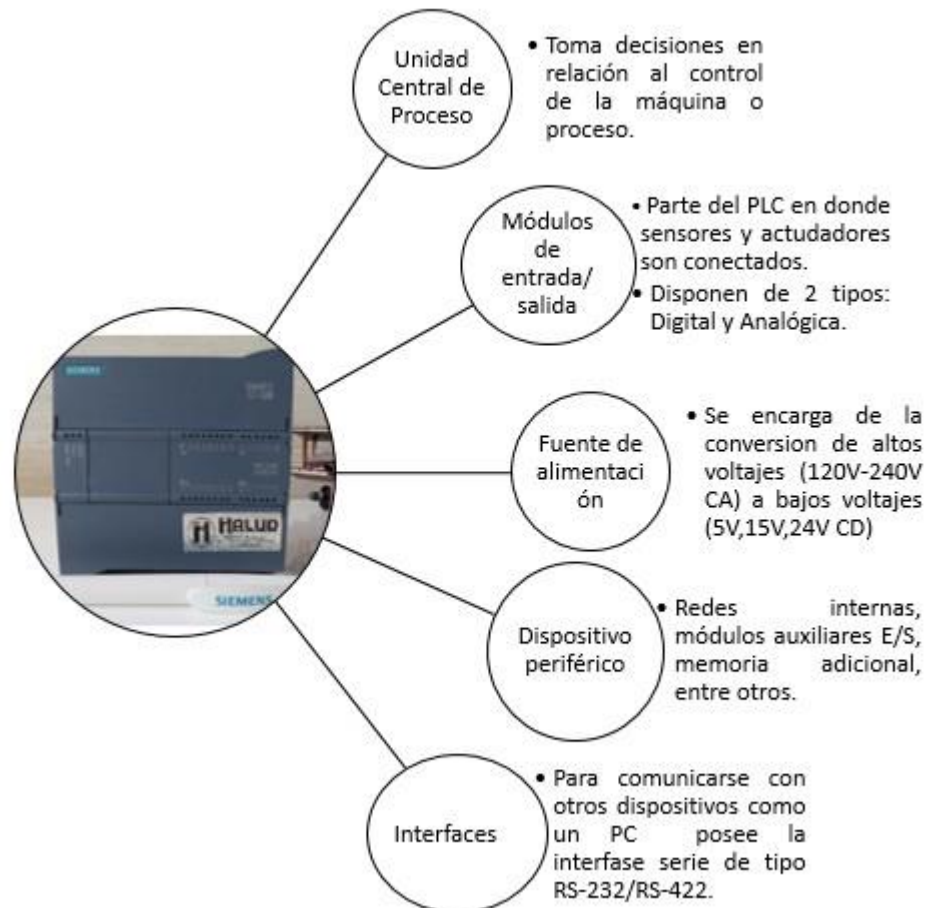 Unidad
Central de
Proceso
• Toma decisiones en
relación al control
de la máquina o
proceso.
Módulos
de
entrada/
salida
• Parte del PLC en donde
sensores y actudadores
son conectados.
• Disponen de 2 tipos:
Digital y Analógica.
Fuente de
alimentaci
ón
• Se encarga de la
conversion de altos
voltajes (120V-240V
CA) a bajos voltajes
(5V,15V,24V CD)
Dispositivo
periférico
• Redes internas,
módulos auxiliares E/S,
memoria adicional,
entre otros.
Interfaces
• Para comunicarse con
otros dispositivos como
un PC posee la
interfase serie de tipo
RS-232/RS-422.
SIEMENS
HALUD
SIEMENS